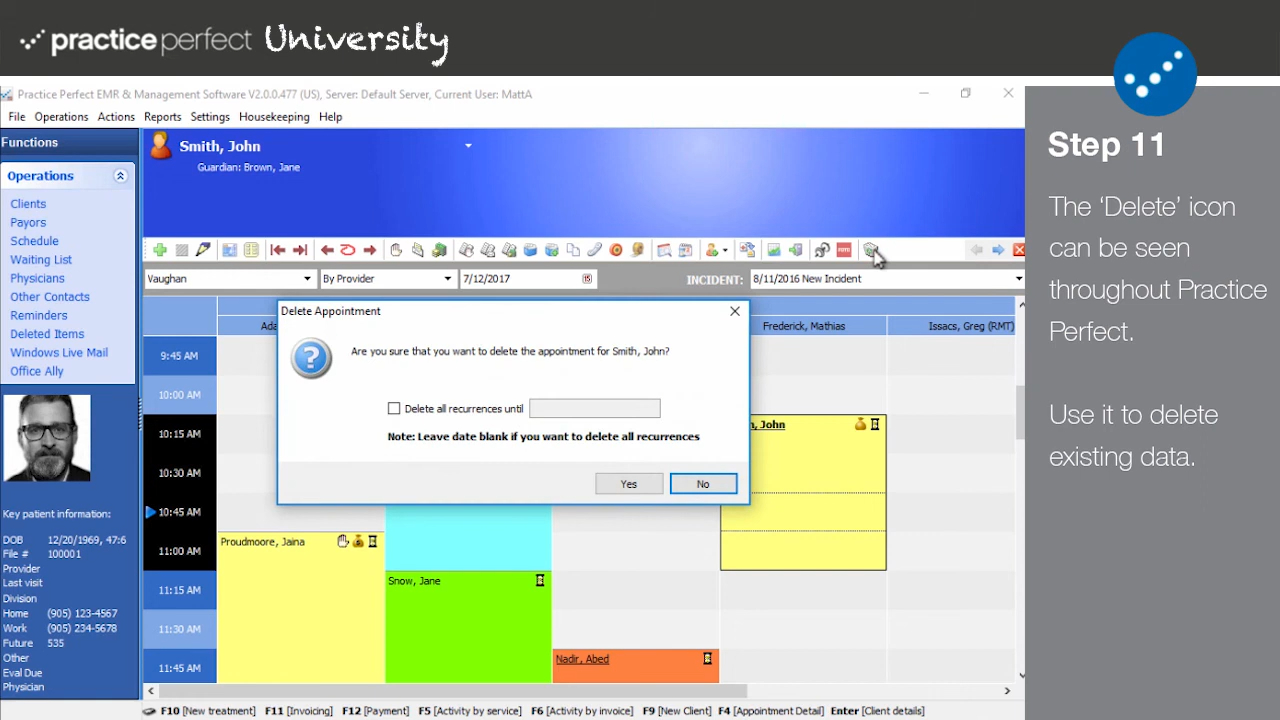 practiceperfect University
Practice Perfect EMR & Management Software V2.0.0.477 (US), Server: Default Server, Current User: MattA
File Operations Actions Reports Settings Housekeeping Help
Functions
Operations
Clients
Payors
Schedule
Waiting List
Physicians
Other Contacts
Reminders
Deleted Items
Windows Live Mail
Office Ally
Key patient information:
DOB 12/20/1969, 47:6
File # 100001
Provider
Last visit
Division
Home (905) 123-4567
Work (905) 234-5678
Future 535
Other
Eval Due
Physician
Smith, John
Guardian: Brown, Jane
Vaughan By Provider 7/12/2017 INCIDENT: 8/11/2016 New Incident
Ada Frederick, Mathias Issacs, Greg (RMT)
9:45 AM
10:00 AM
10:15 AM
10:30 AM
10:45 AM
11:00 AM
11:15 AM
11:30 AM
11:45 AM
Delete Appointment
Are you sure that you want to delete the appointment for Smith, John?
Delete all recurrences until
Note: Leave date blank if you want to delete all recurrences
Yes No
, John
Proudmoore, Jaina
Snow, Jane
Nadir, Abed
F10 [New treatment] F11 [Invoicing] F12 [Payment] F5 [Activity by service] F6 [Activity by invoice] F9 [New Client] F4 [Appointment Detail] Enter [Client details]
Step 11
The ‘Delete’ icon
can be seen
throughout Practice
Perfect.
Use it to delete
existing data.